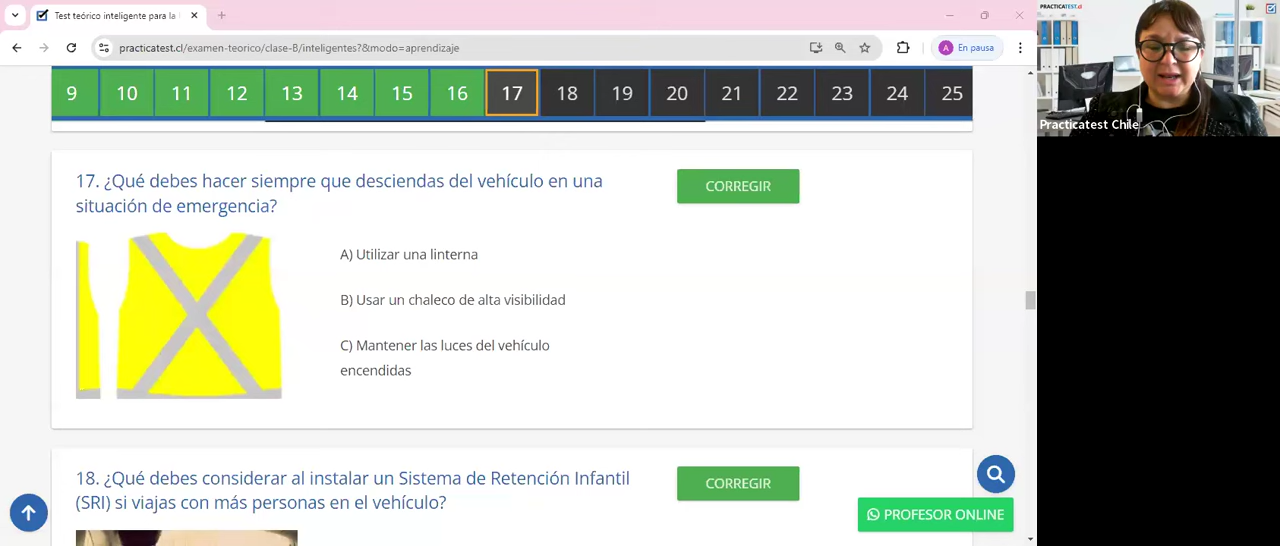 Test teórico inteligente para la
practicatest.cl/examen-teorico/clase-B/inteligentes?&modo=aprendizaje
A
En pausa
PRACTICATEST.cl
Practicatest Chile
9 10 11 12 13 14 15 16 17 18 19 20 21 22 23 24 25
17. ¿Qué debes hacer siempre que desciendas del vehículo en una
situación de emergencia?
CORREGIR
A) Utilizar una linterna
B) Usar un chaleco de alta visibilidad
C) Mantener las luces del vehículo
encendidas
18. ¿Qué debes considerar al instalar un Sistema de Retención Infantil
(SRI) si viajas con más personas en el vehículo?
CORREGIR
PROFESOR ONLINE